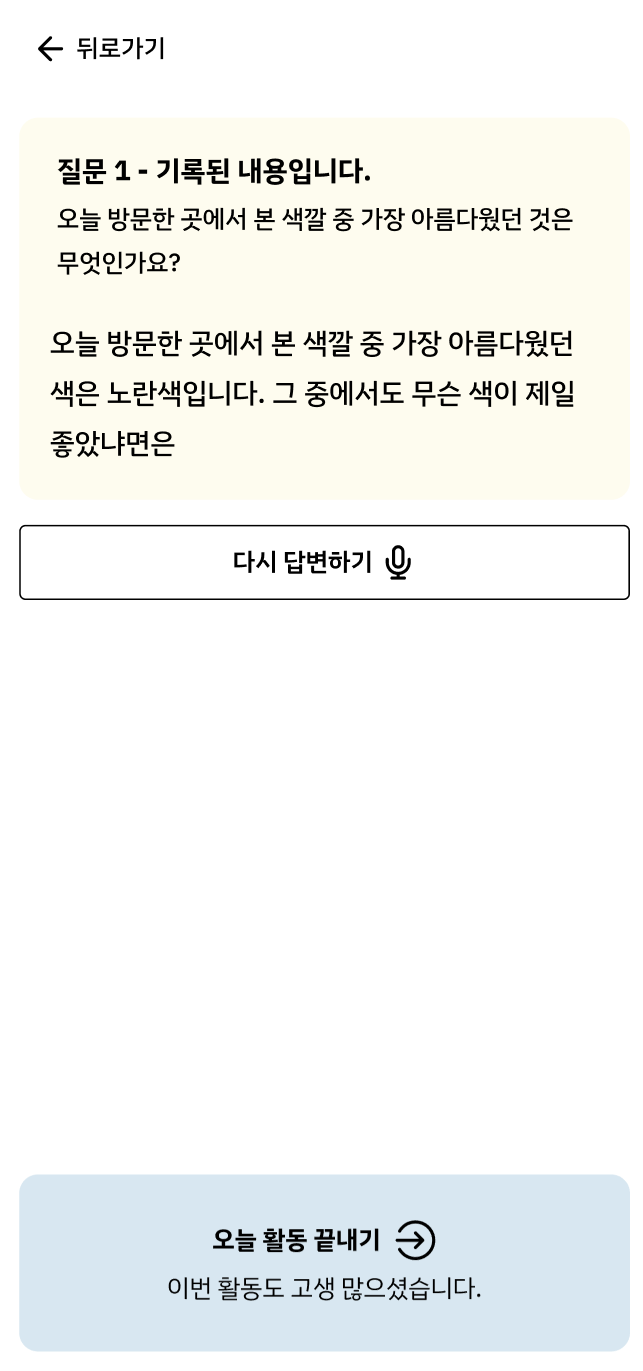 뒤로가기
질문 1 - 기록된 내용입니다.
오늘 방문한 곳에서 본 색깔 중 가장 아름다웠던 것은
무엇인가요?
오늘 방문한 곳에서 본 색깔 중 가장 아름다웠던
색은 노란색입니다. 그 중에서도 무슨 색이 제일
좋았냐면은
다시 답변하기
오늘 활동 끝내기
이번 활동도 고생 많으셨습니다.